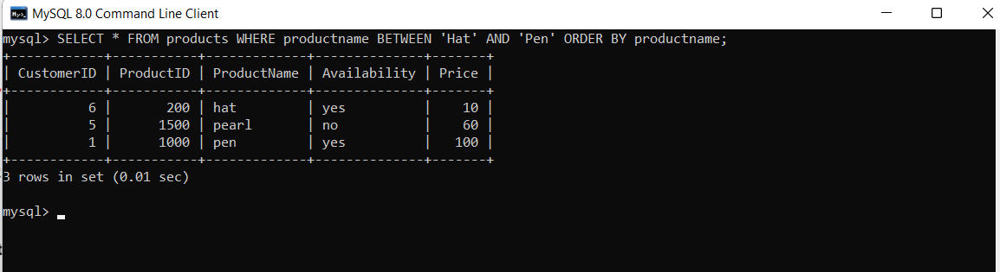 MySQL 8.0 Command Line Client
mysql> SELECT * FROM products WHERE productname BETWEEN 'Hat' AND 'Pen' ORDER BY productname;
+------------+-----------+-------------+--------------+-------+
| CustomerID | ProductID | ProductName | Availability | Price |
+------------+-----------+-------------+--------------+-------+
|          6 |       200 | hat         | yes          |    10 |
|          5 |      1500 | pearl       | no           |    60 |
|          1 |      1000 | pen         | yes          |   100 |
+------------+-----------+-------------+--------------+-------+
3 rows in set (0.01 sec)
mysql>